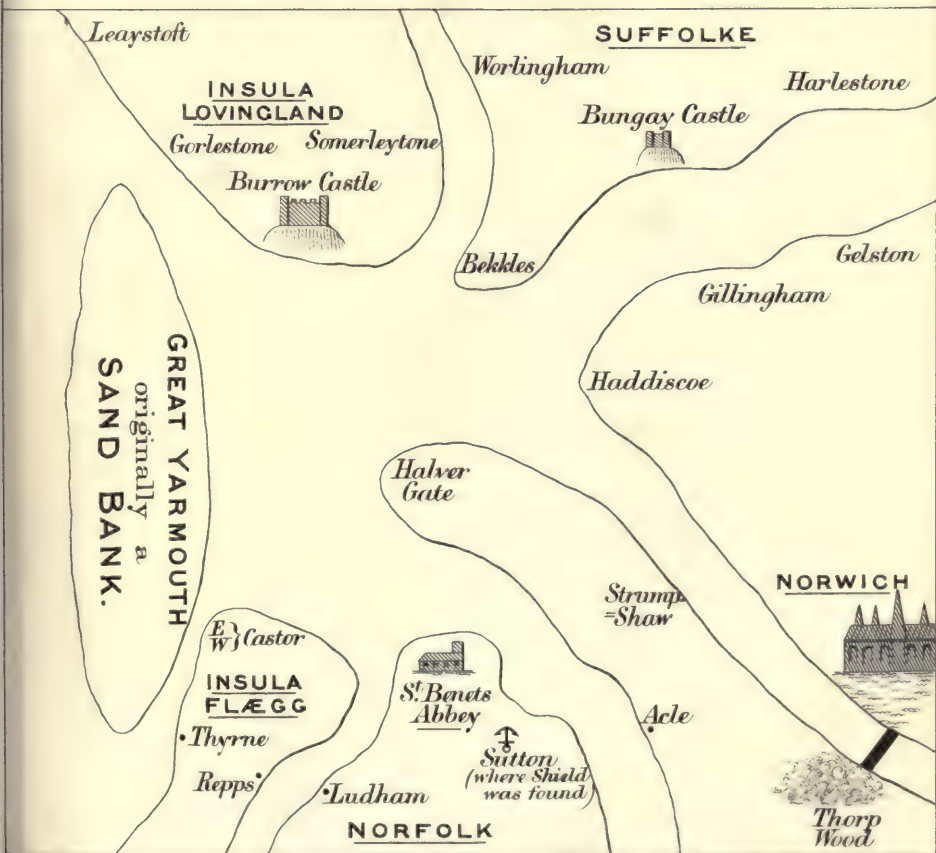 Leaystoft
SUFFOLKE
Worlingham
INSULA
LOVINGLAND
Harlestone
Bungay Castle
Gorlestone Somerleytone
Burrow Castle
Bekkles
Gelston
Gillingham
GREAT YARMOUTH
originally a
SAND BANK.
Haddiscoe
Halver
Gate
NORWICH
Strump
=Shaw
E
W} Castor
INSULA
FLÆGG
St. Benets
Abbey
Acle
Thyrne
Sutton
(where Shield
was found)
Repps
Ludham
NORFOLK
Thorp
Wood